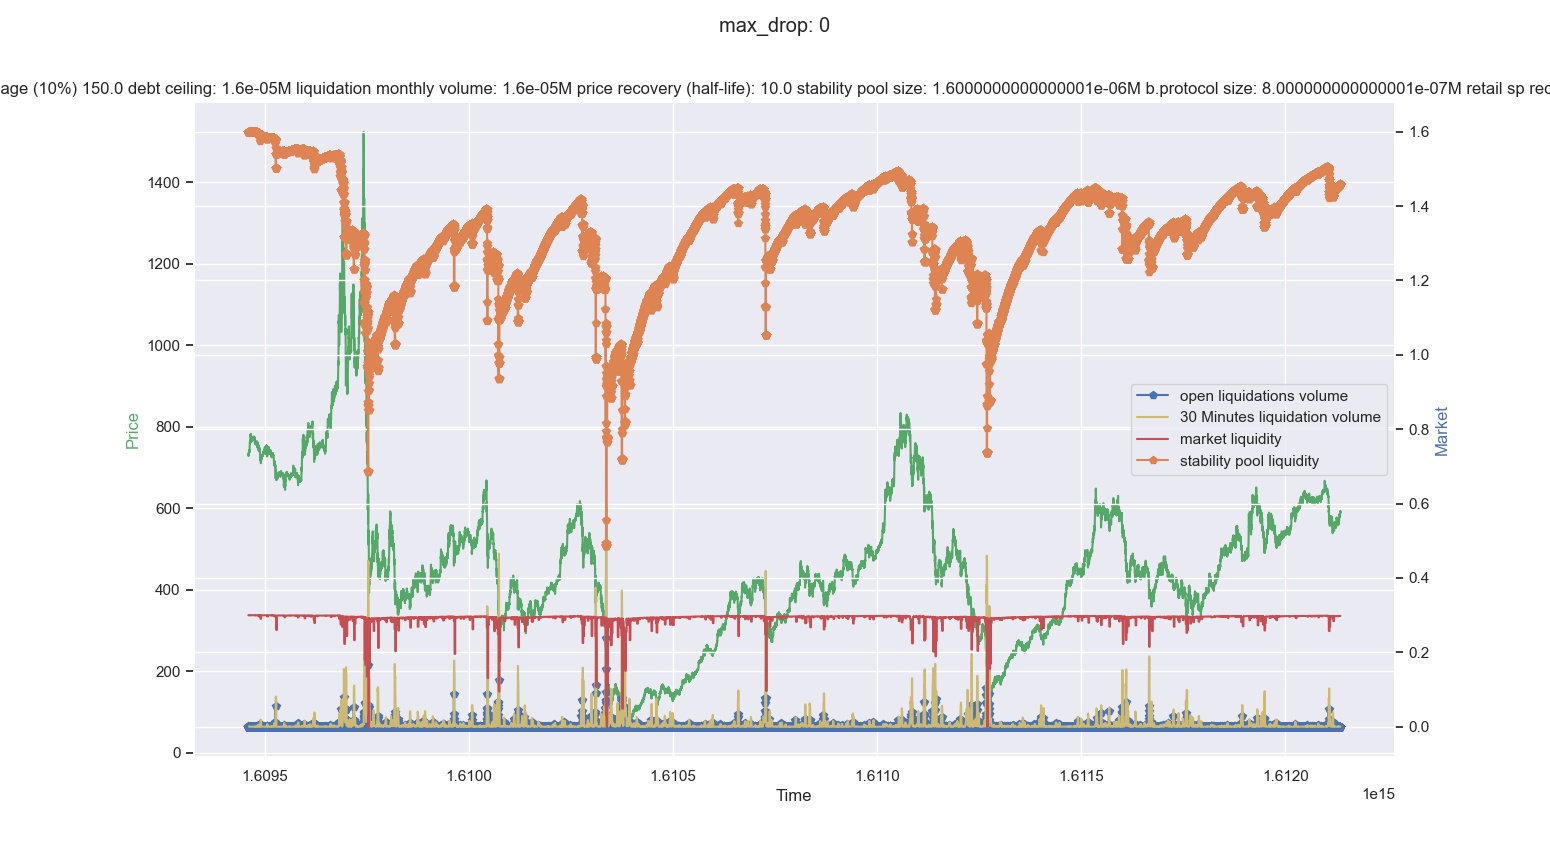 max_drop: 0
age (10%) 150.0 debt ceiling: 1.6e-05M liquidation monthly volume: 1.6e-05M price recovery (half-life): 10.0 stability pool size: 1.6000000000000001e-06M b.protocol size: 8.000000000000001e-07M retail sp rec
1400
1200
1000
800
600
400
200
0
Price
1.6
1.4
1.2
1.0
0.8
0.6
0.4
0.2
0.0
Market
open liquidations volume
30 Minutes liquidation volume
market liquidity
stability pool liquidity
1.6095 1.6100 1.6105 1.6110 1.6115 1.6120
Time
1e15